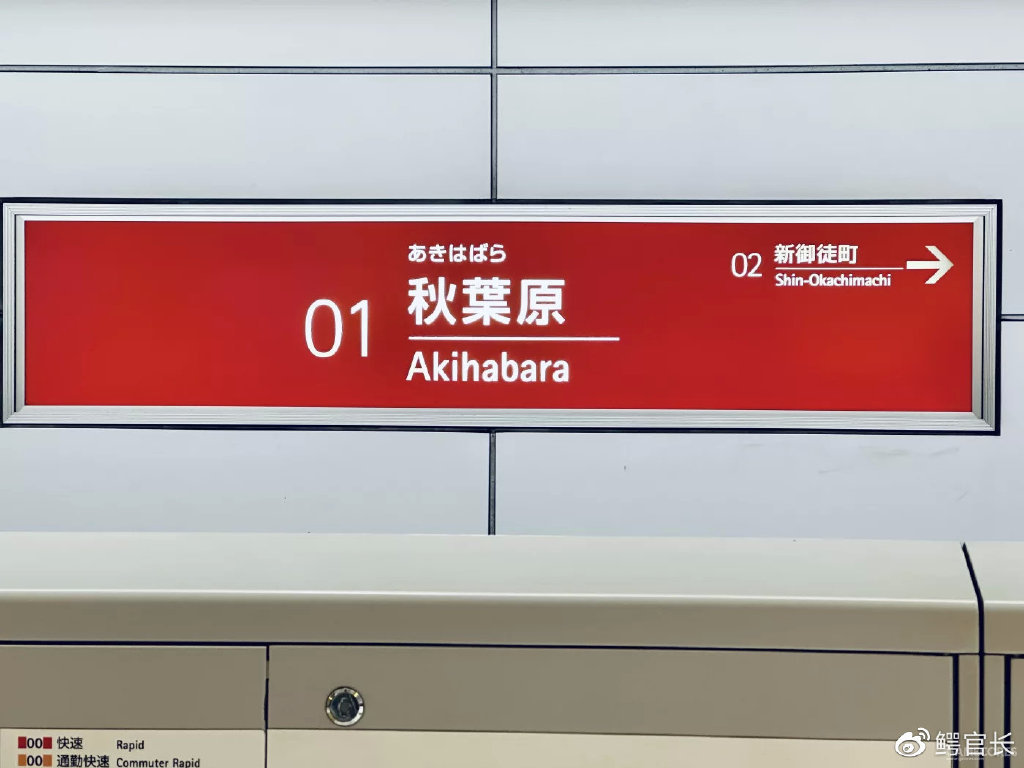 01
あきはばら
秋葉原
Akihabara
02
新御徒町
Shin-Okachimachi
00 快速 Rapid
00 通勤快速 Commuter Rapid
鳄官长